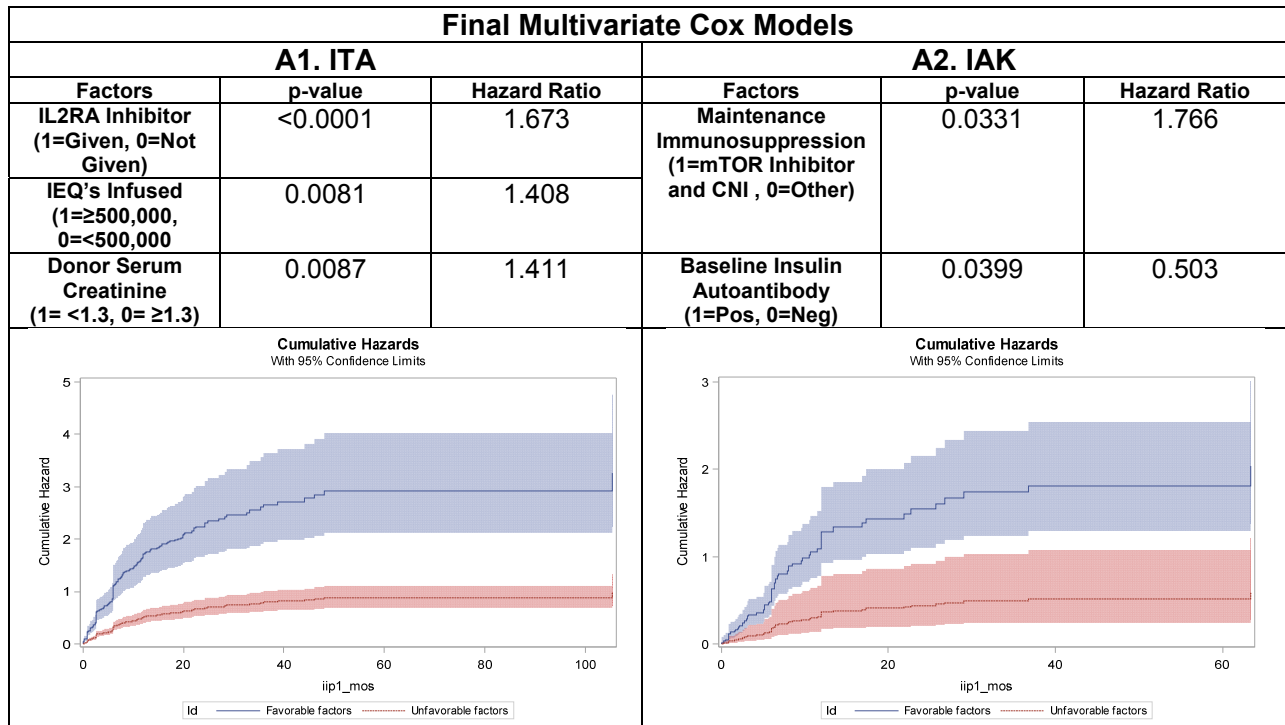 Final Multivariate Cox Models
A1. ITA
A2. IAK
Factors
p-value
Hazard Ratio
Factors
p-value
Hazard Ratio
IL2RA Inhibitor
(1=Given, 0=Not
Given)
<0.0001
1.673
Maintenance
Immunosuppression
(1=mTOR Inhibitor
and CNI , 0=Other)
0.0331
1.766
IEQ's Infused
(1=≥500,000,
0=<500,000
0.0081
1.408
Donor Serum
Creatinine
(1= <1.3, 0= ≥1.3)
0.0087
1.411
Baseline Insulin
Autoantibody
(1=Pos, 0=Neg)
0.0399
0.503
Cumulative Hazards
With 95% Confidence Limits
Cumulative Hazard
5
4
3
2
1
0
0 20 40 60 80 100
iip1_mos
Id Favorable factors Unfavorable factors
Cumulative Hazards
With 95% Confidence Limits
Cumulative Hazard
3
2
1
0
0 20 40 60
iip1_mos
Id Favorable factors Unfavorable factors